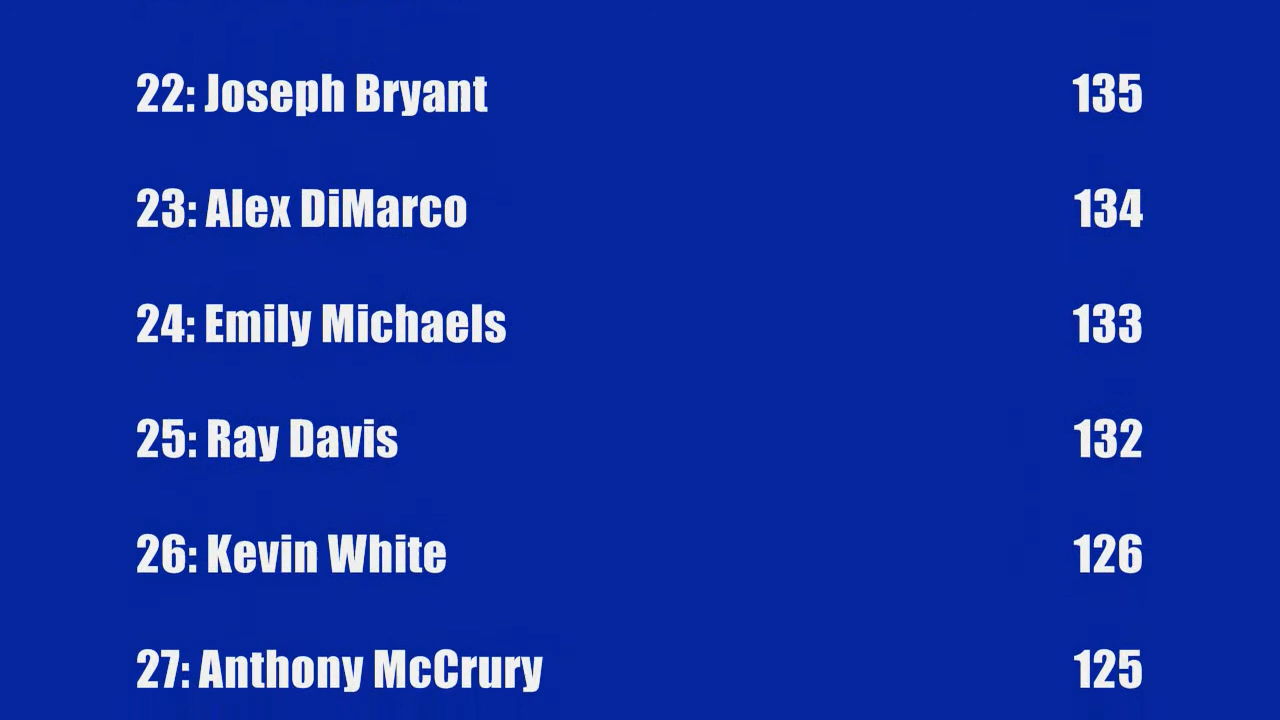 22: Joseph Bryant 135
23: Alex DiMarco 134
24: Emily Michaels 133
25: Ray Davis 132
26: Kevin White 126
27: Anthony McCrury 125